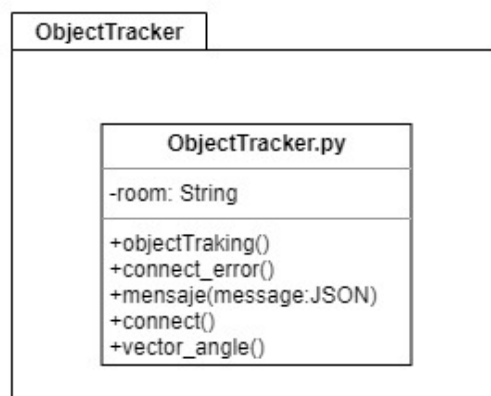 ObjectTracker
ObjectTracker.py
-room: String
+objectTraking()
+connect_error()
+mensaje(message:JSON)
+connect()
+vector_angle()